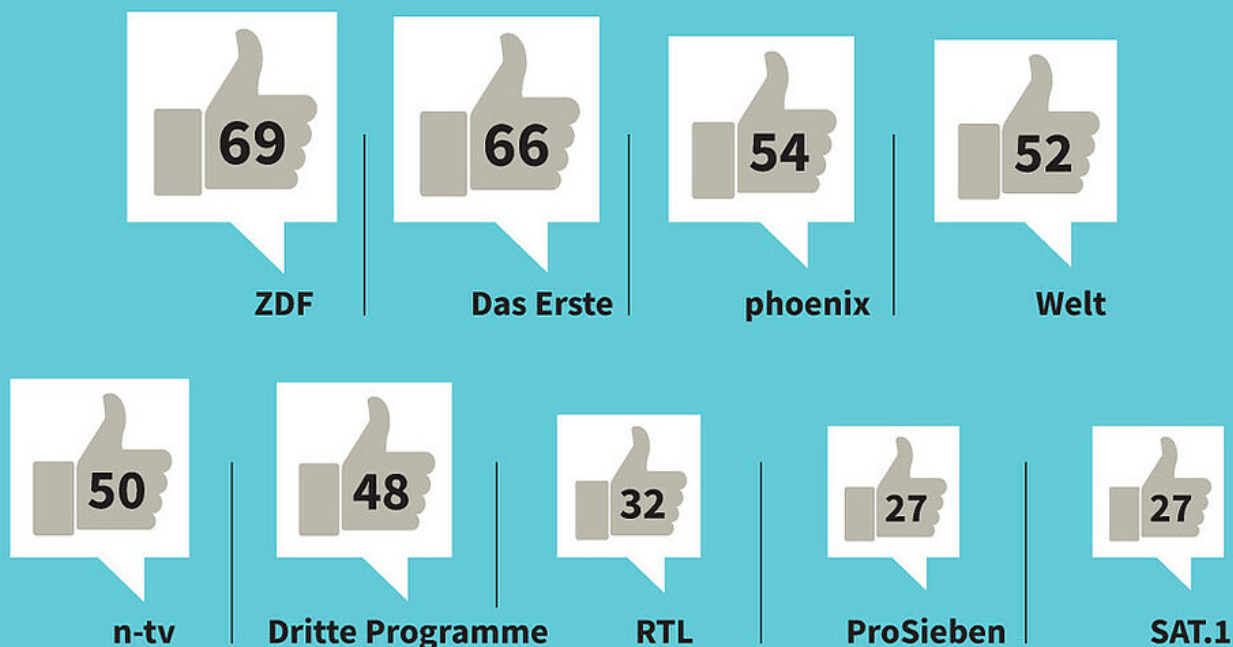 69
66
54
52
ZDF
Das Erste
phoenix
Welt
50
48
32
27
27
n-tv
Dritte Programme
RTL
ProSieben
SAT.1